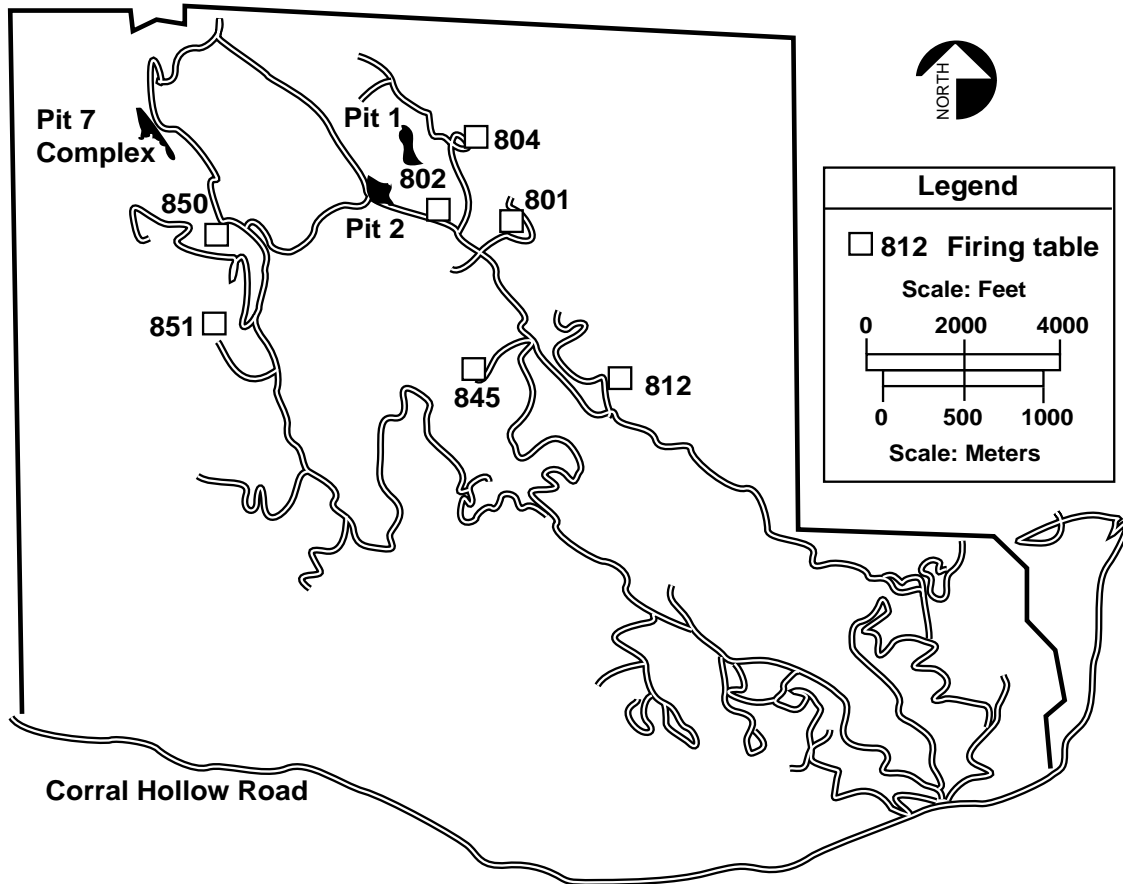 NORTH
Pit 7
Complex
Pit 1
804
802
850
801
Pit 2
851
845
812
Corral Hollow Road
Legend
812 Firing table
Scale: Feet
0 2000 4000
0 500 1000
Scale: Meters